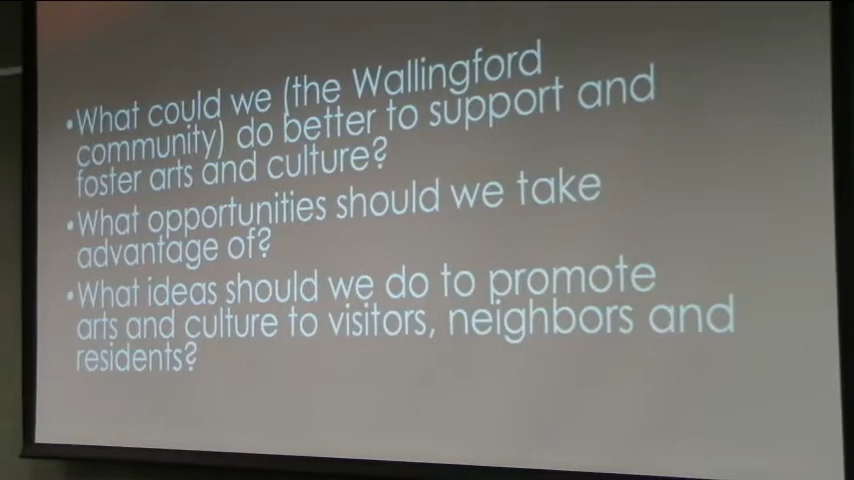 •What could we (the Wallingford
community) do better to support and
foster arts and culture?
•What opportunities should we take
advantage of?
•What ideas should we do to promote
arts and culture to visitors, neighbors and
residents?